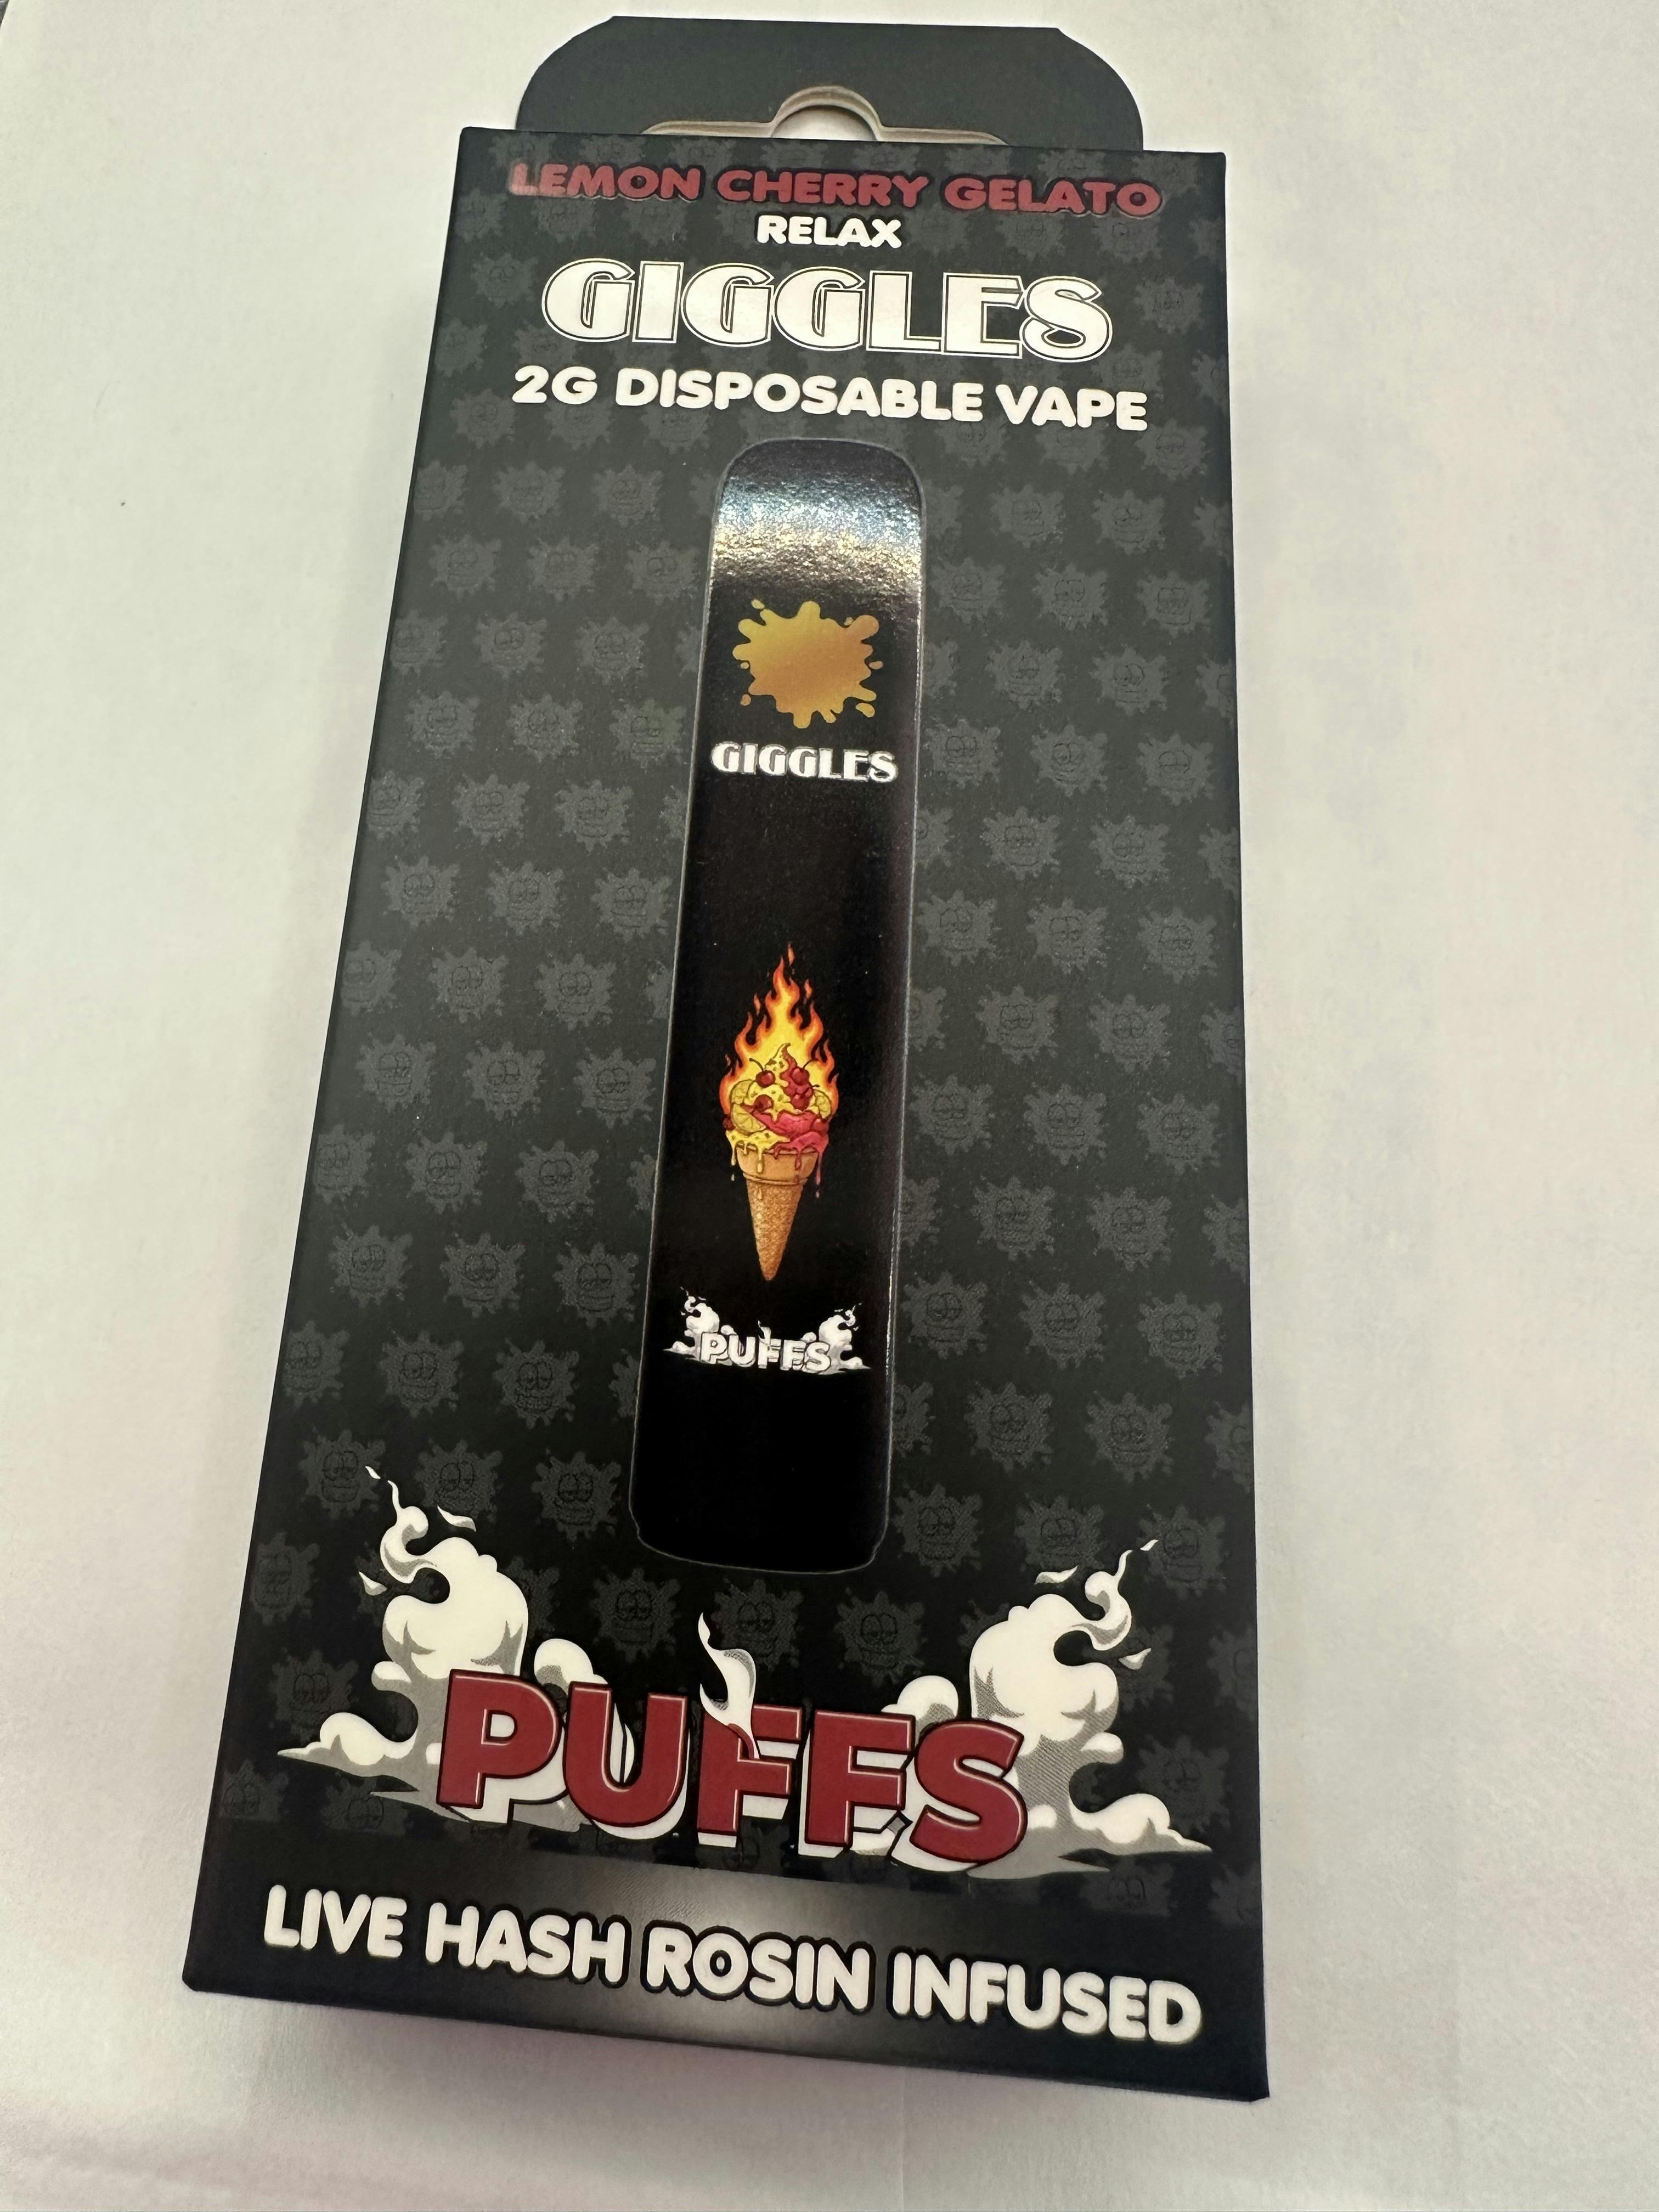 LEMON CHERRY GELATO
RELAX
GIGGLES
2G DISPOSABLE VAPE
GIGGLES
PUFFS
PUFFS
LIVE HASH ROSIN INFUSED